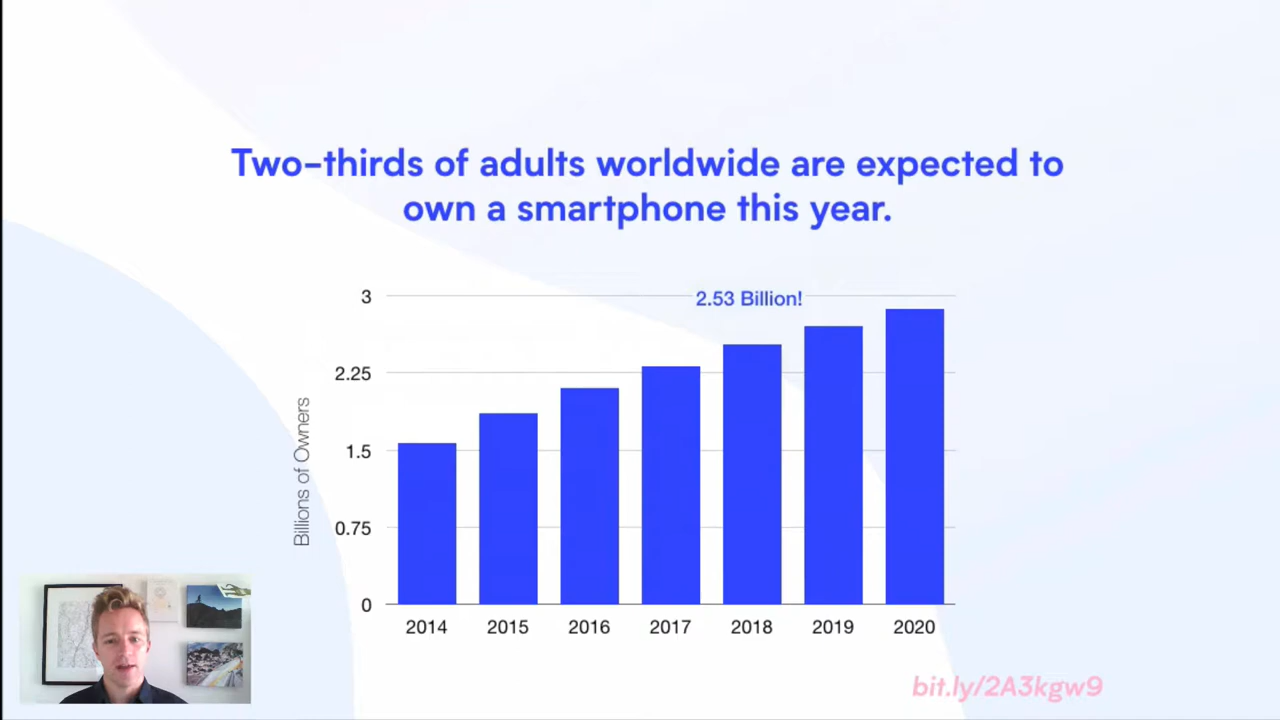 Two-thirds of adults worldwide are expected to
own a smartphone this year.
2.53 Billion!
3
2.25
1.5
0.75
0
Billions of Owners
2014 2015 2016 2017 2018 2019 2020
bit.ly/2A3kgw9